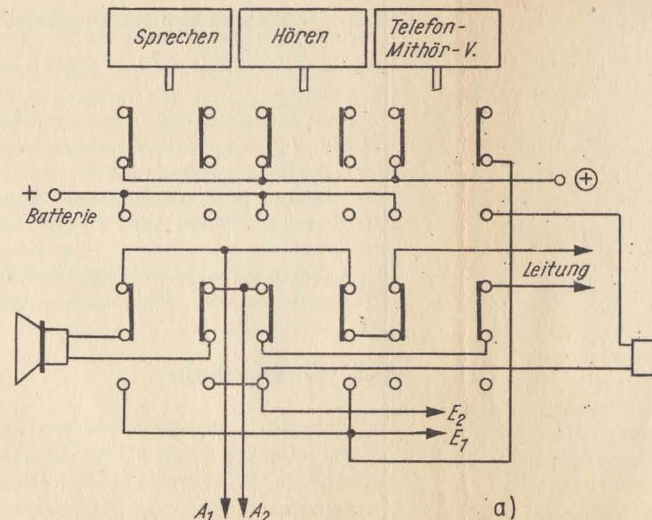 Sprechen
Hören
Telefon-
Mithör-V.
+
Batterie
+
Leitung
E2
E1
A1 A2
a)